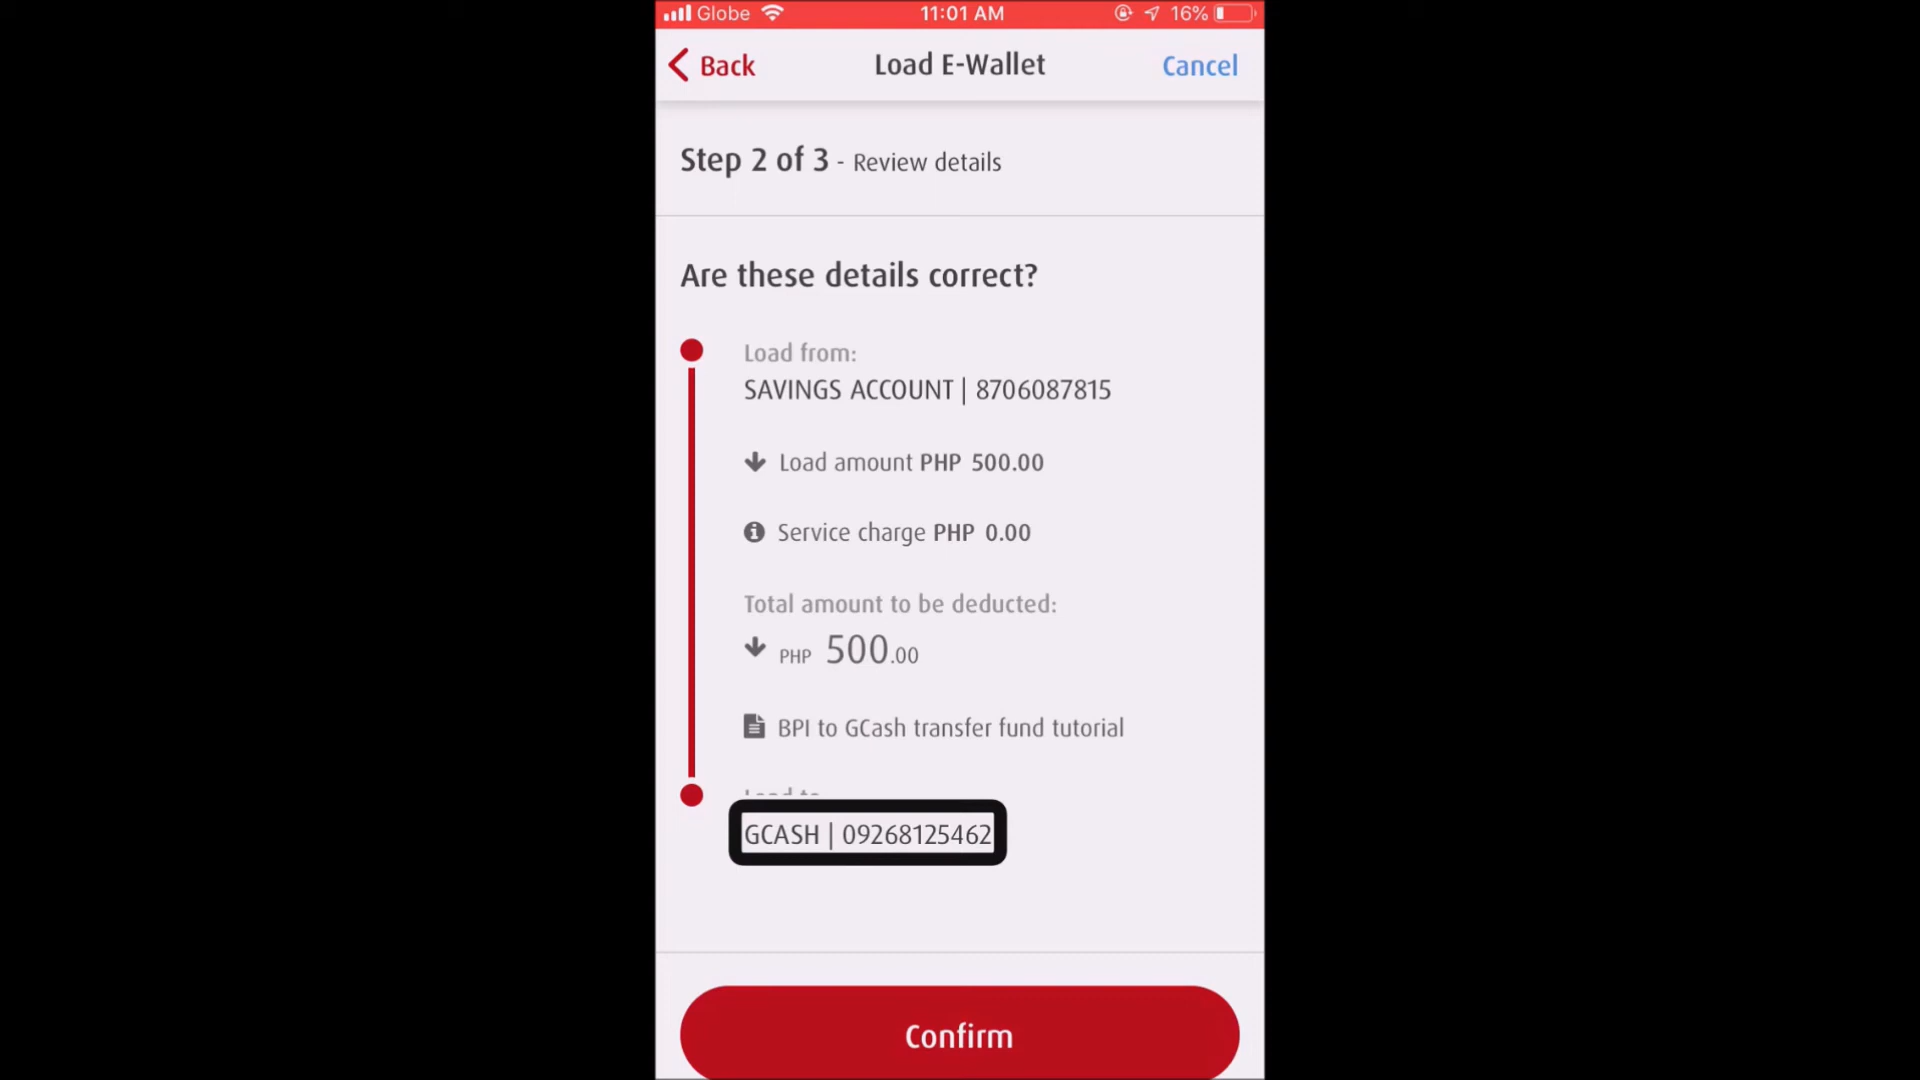 Globe 11:01 AM 16%
Back Load E-Wallet Cancel
Step 2 of 3 - Review details
Are these details correct?
Load from:
SAVINGS ACCOUNT | 8706087815
Load amount PHP 500.00
Service charge PHP 0.00
Total amount to be deducted:
PHP 500.00
BPI to GCash transfer fund tutorial
Load to
GCASH | 09268125462
Confirm